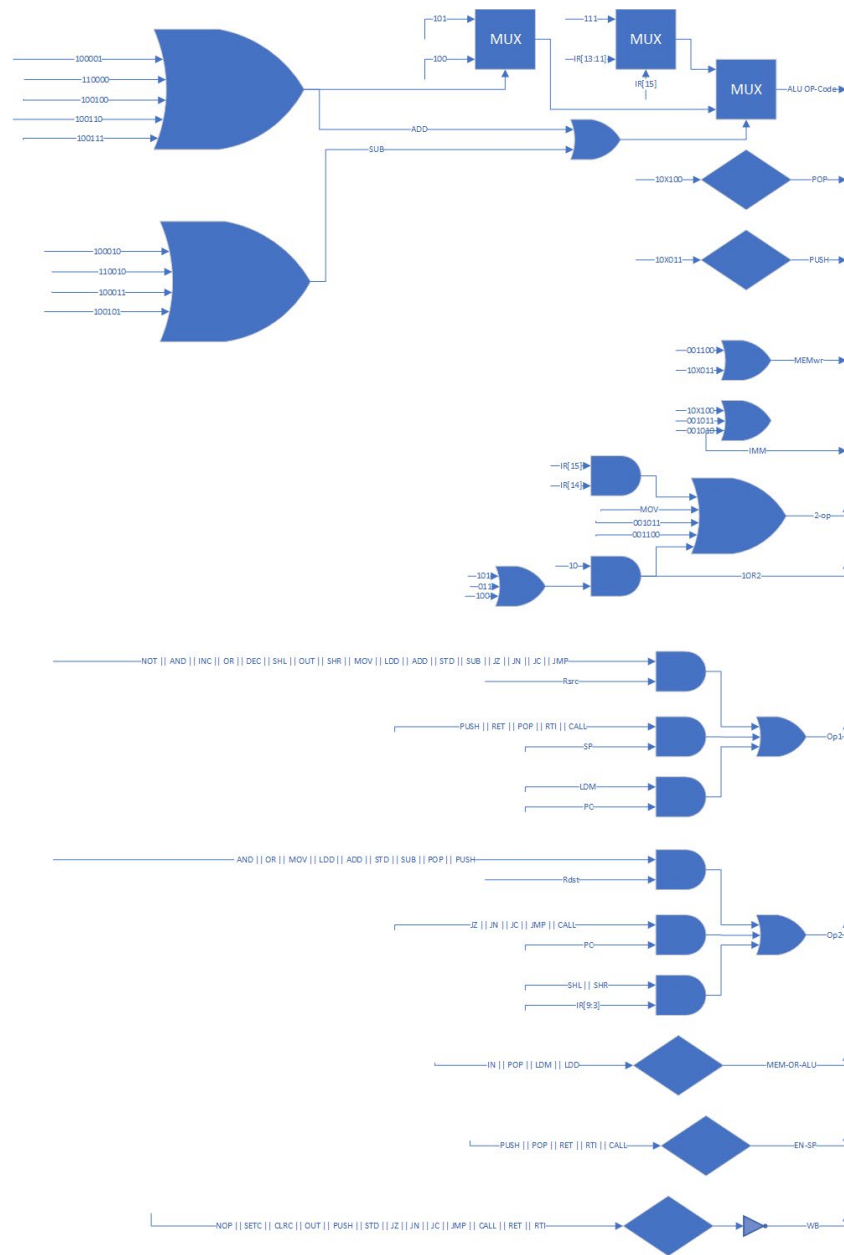 101
111
MUX
MUX
100001
100
IR[13:11]
110000
IR[15]
MUX
ALU OP-Code
100100
100110
100111
ADD
SUB
10X100
POP
100010
10X011
PUSH
110010
100011
100101
001100
MEMwr
10X011
10X100
001011
001010
IMM
IR[15]
IR[14]
MOV
2-op
001011
001100
10
101
1OR2
011
100
NOT || AND || INC || OR || DEC || SHL || OUT || SHR || MOV || LDD || ADD || STD || SUB || JZ || JN || JC || JMP
Rsrc
PUSH || RET || POP || RTI || CALL
Op1
SP
LDM
PC
AND || OR || MOV || LDD || ADD || STD || SUB || POP || PUSH
Rdst
JZ || JN || JC || JMP || CALL
Op2
PC
SHL || SHR
IR[9:3]
IN || POP || LDM || LDD
MEM-OR-ALU
PUSH || POP || RET || RTI || CALL
EN-SP
NOP || SETC || CLRC || OUT || PUSH || STD || JZ || JN || JC || JMP || CALL || RET || RTI
WB